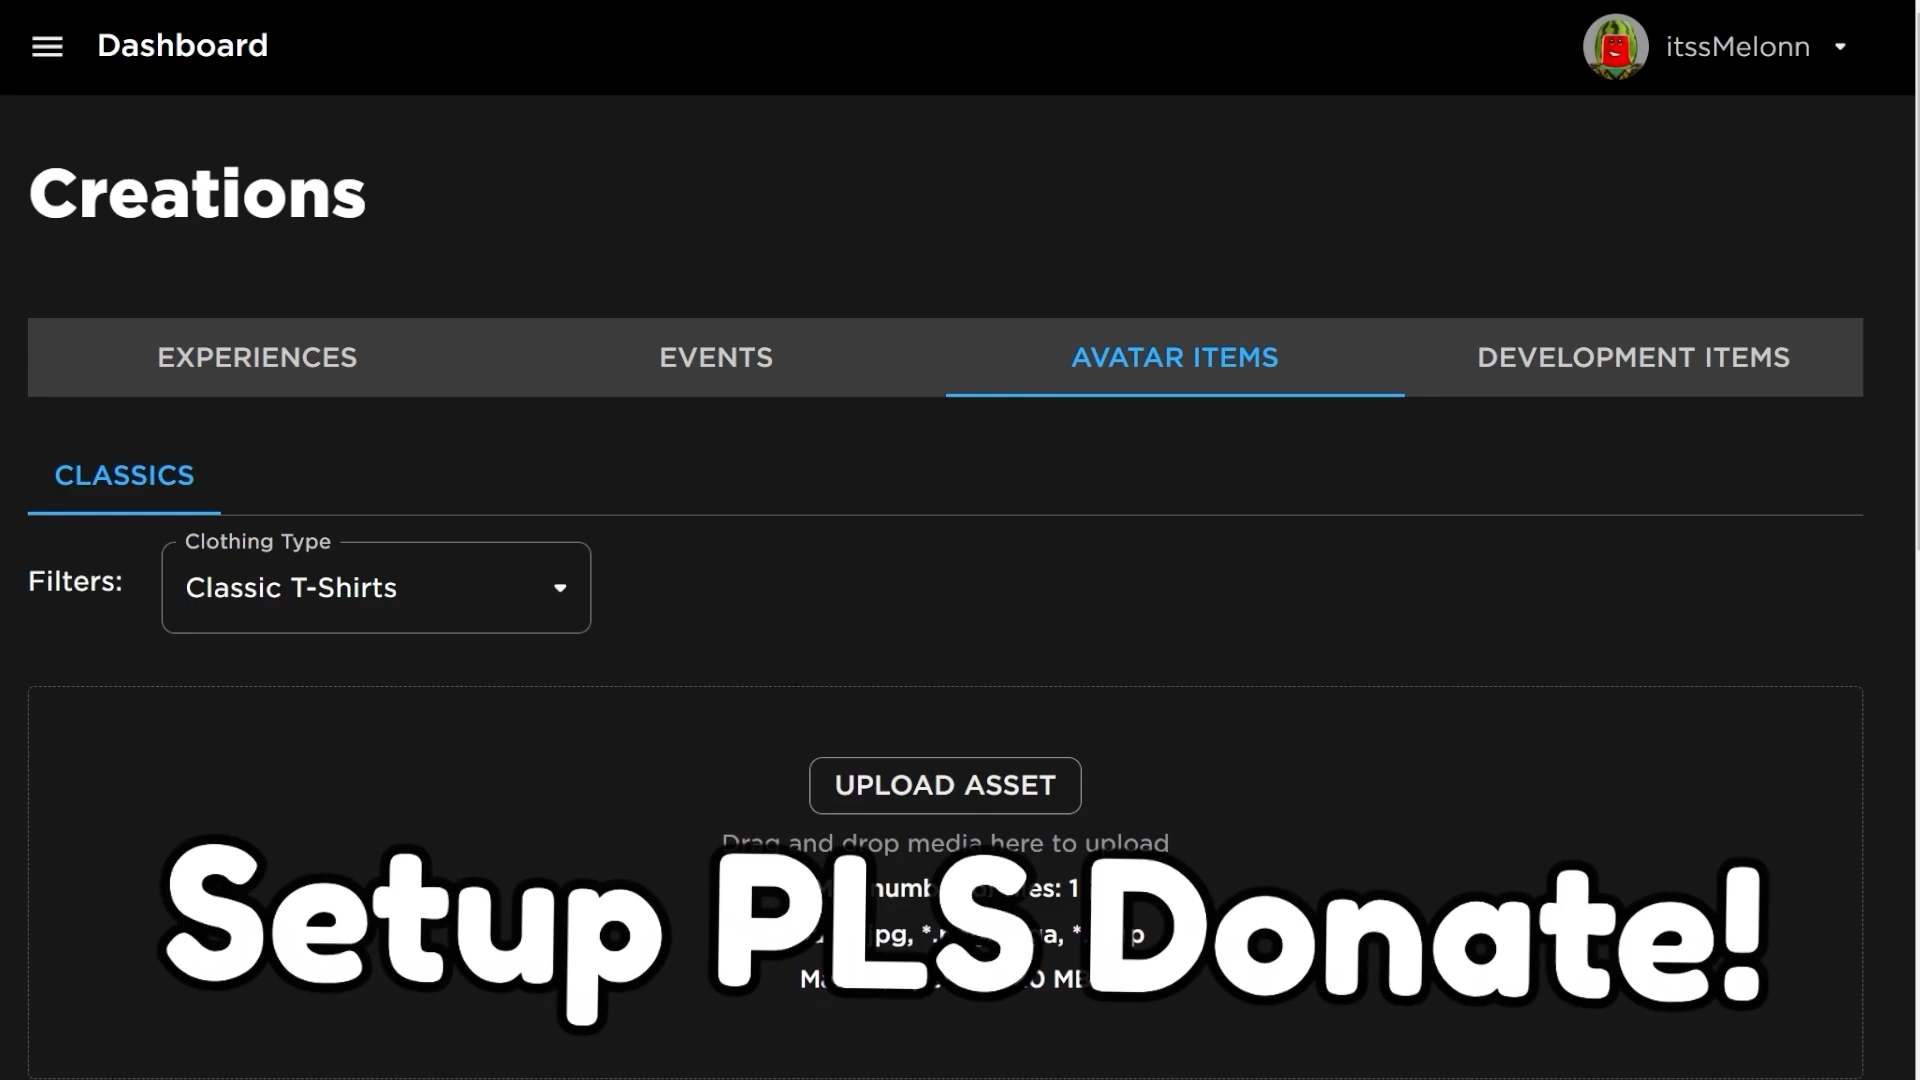 Dashboard
itssMelonn
Creations
EXPERIENCES
EVENTS
AVATAR ITEMS
DEVELOPMENT ITEMS
CLASSICS
Clothing Type
Filters:
Classic T-Shirts
UPLOAD ASSET
Drag and drop media here to upload
1
Setup PLS Donate!